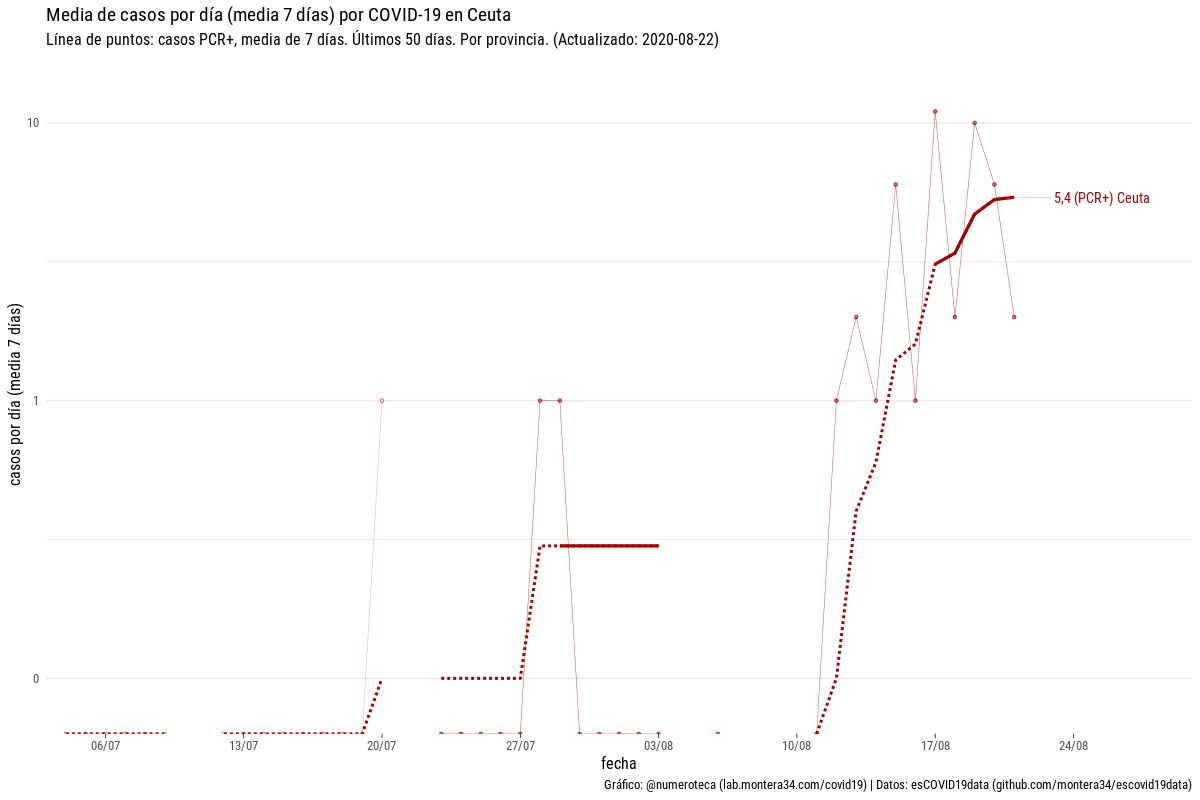 Media de casos por día (media 7 días) por COVID-19 en Ceuta
Línea de puntos: casos PCR+, media de 7 días. Últimos 50 días. Por provincia. (Actualizado: 2020-08-22)
casos por día (media 7 días)
10
1
0
5,4 (PCR+) Ceuta
06/07
13/07
20/07
27/07
03/08
10/08
17/08
24/08
fecha
Gráfico: @numeroteca (lab.montera34.com/covid19) | Datos: esCOVID19data (github.com/montera34/escovid19data)